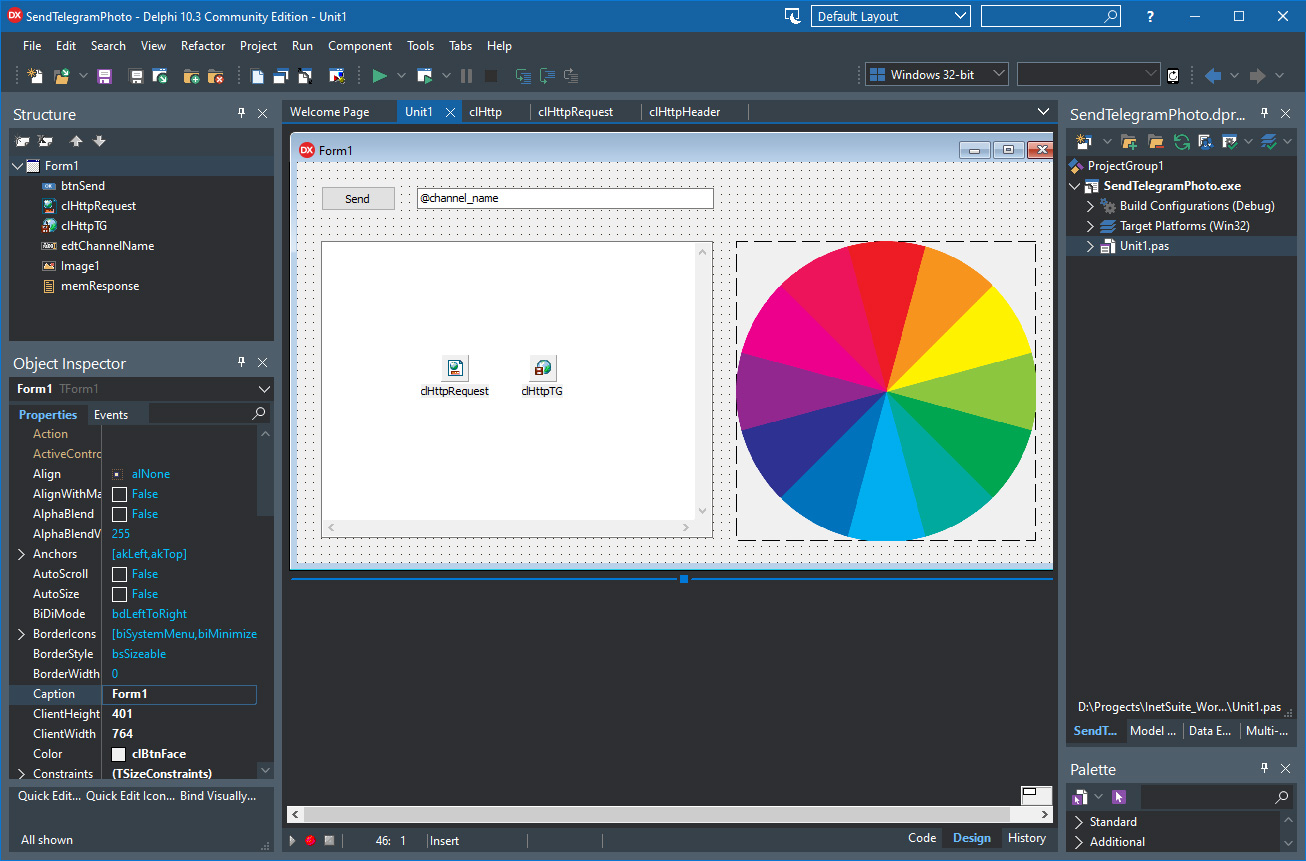 SendTelegramPhoto - Delphi 10.3 Community Edition - Unit1
Default Layout
?
File Edit Search View Refactor Project Run Component Tools Tabs Help
Windows 32-bit
Structure
Form1
btnSend
clHttpRequest
clHttpTG
edtChannelName
Image1
memResponse
Object Inspector
Form1 TForm1
Properties Events
Action
ActiveContrc
Align alNone
AlignWithMa False
AlphaBlend False
AlphaBlendV 255
Anchors [akLeft,akTop]
AutoScroll False
AutoSize False
BiDiMode bdLeftToRight
BorderIcons [biSystemMenu,biMinimize
BorderStyle bsSizeable
BorderWidth 0
Caption Form1
ClientHeight 401
ClientWidth 764
Color clBtnFace
Constraints (TSizeConstraints)
Quick Edit... Quick Edit Icon... Bind Visually...
All shown
Welcome Page Unit1 clHttp clHttpRequest clHttpHeader
DX Form1
Send @channel_name
clHttpRequest clHttpTG
46: 1 Insert
Code Design History
SendTelegramPhoto.dpr...
ProjectGroup1
SendTelegramPhoto.exe
Build Configurations (Debug)
Target Platforms (Win32)
Unit1.pas
D:\Progects\InetSuite_Wor...\Unit1.pas
SendT... Model ... Data E... Multi-...
Palette
Standard
Additional